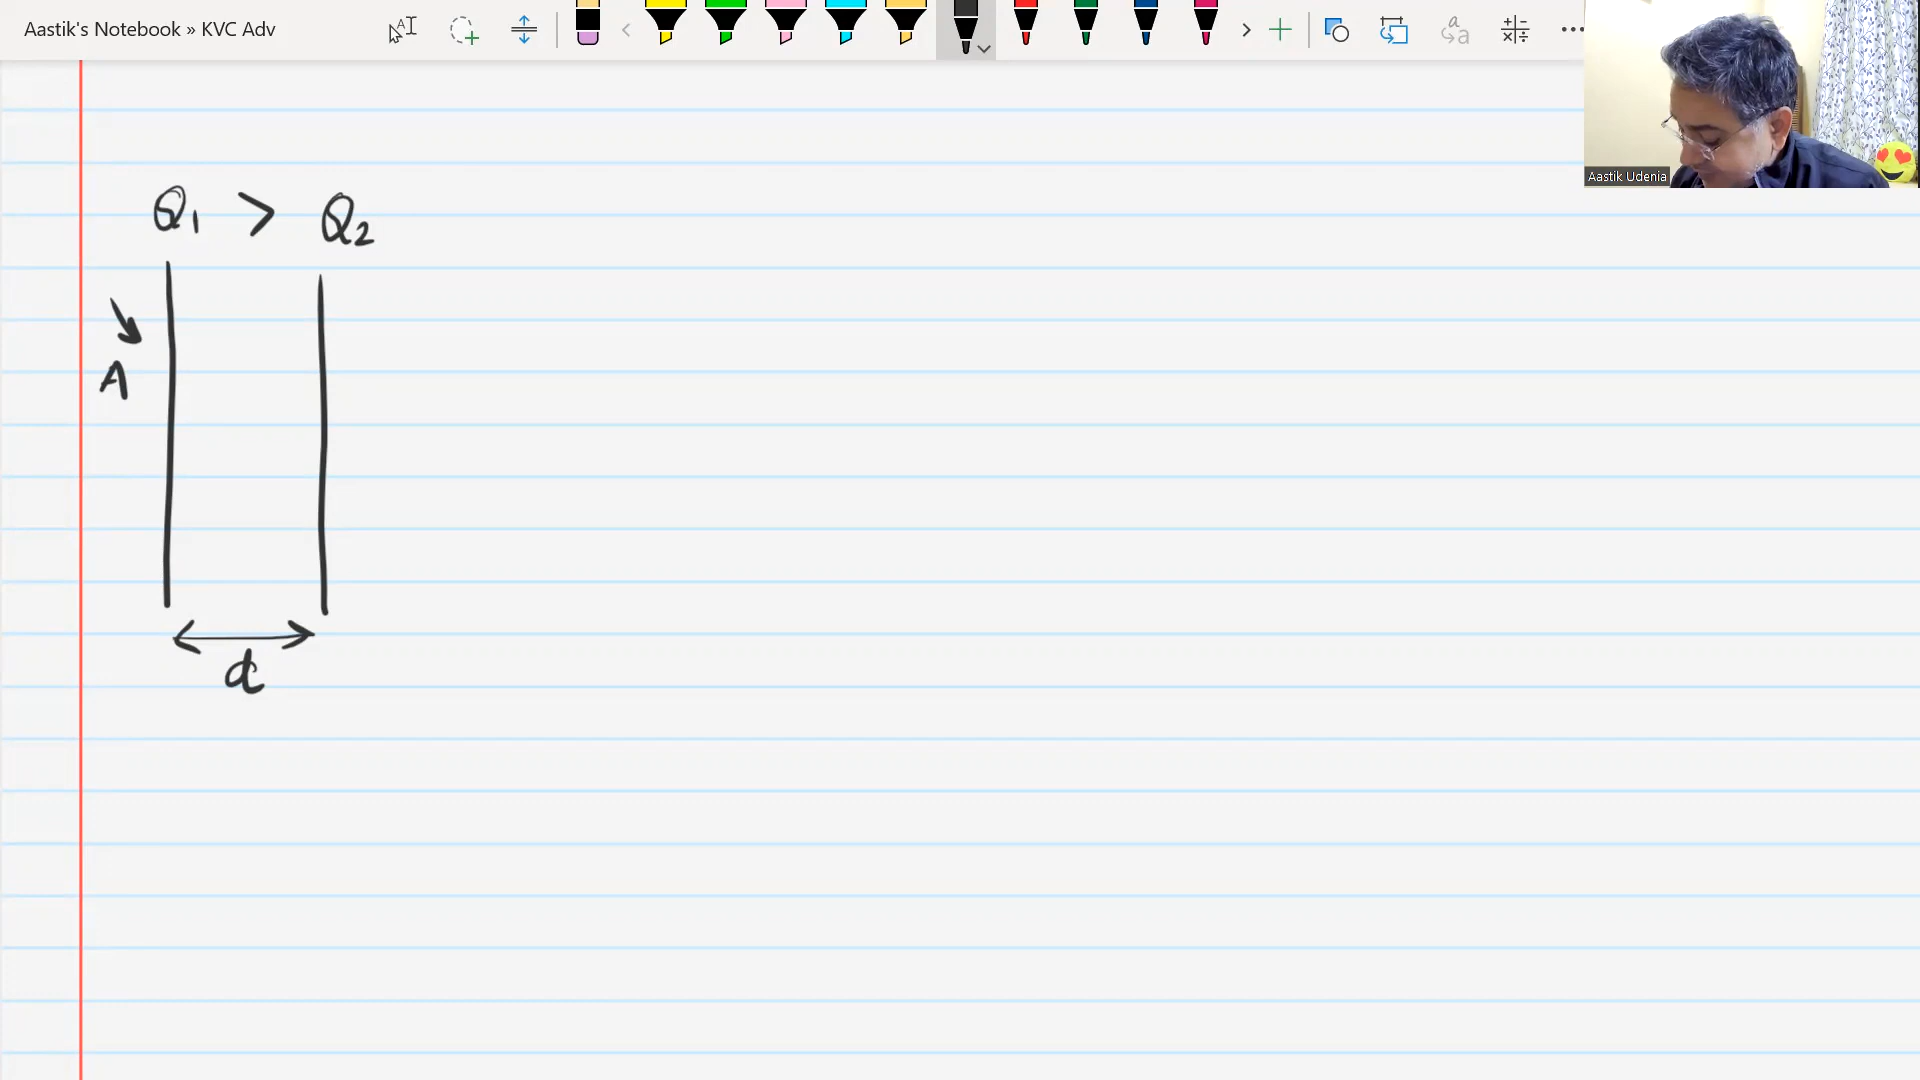 Aastik's Notebook » KVC Adv
Aastik Udenia
Q₁ > Q₂
A
d